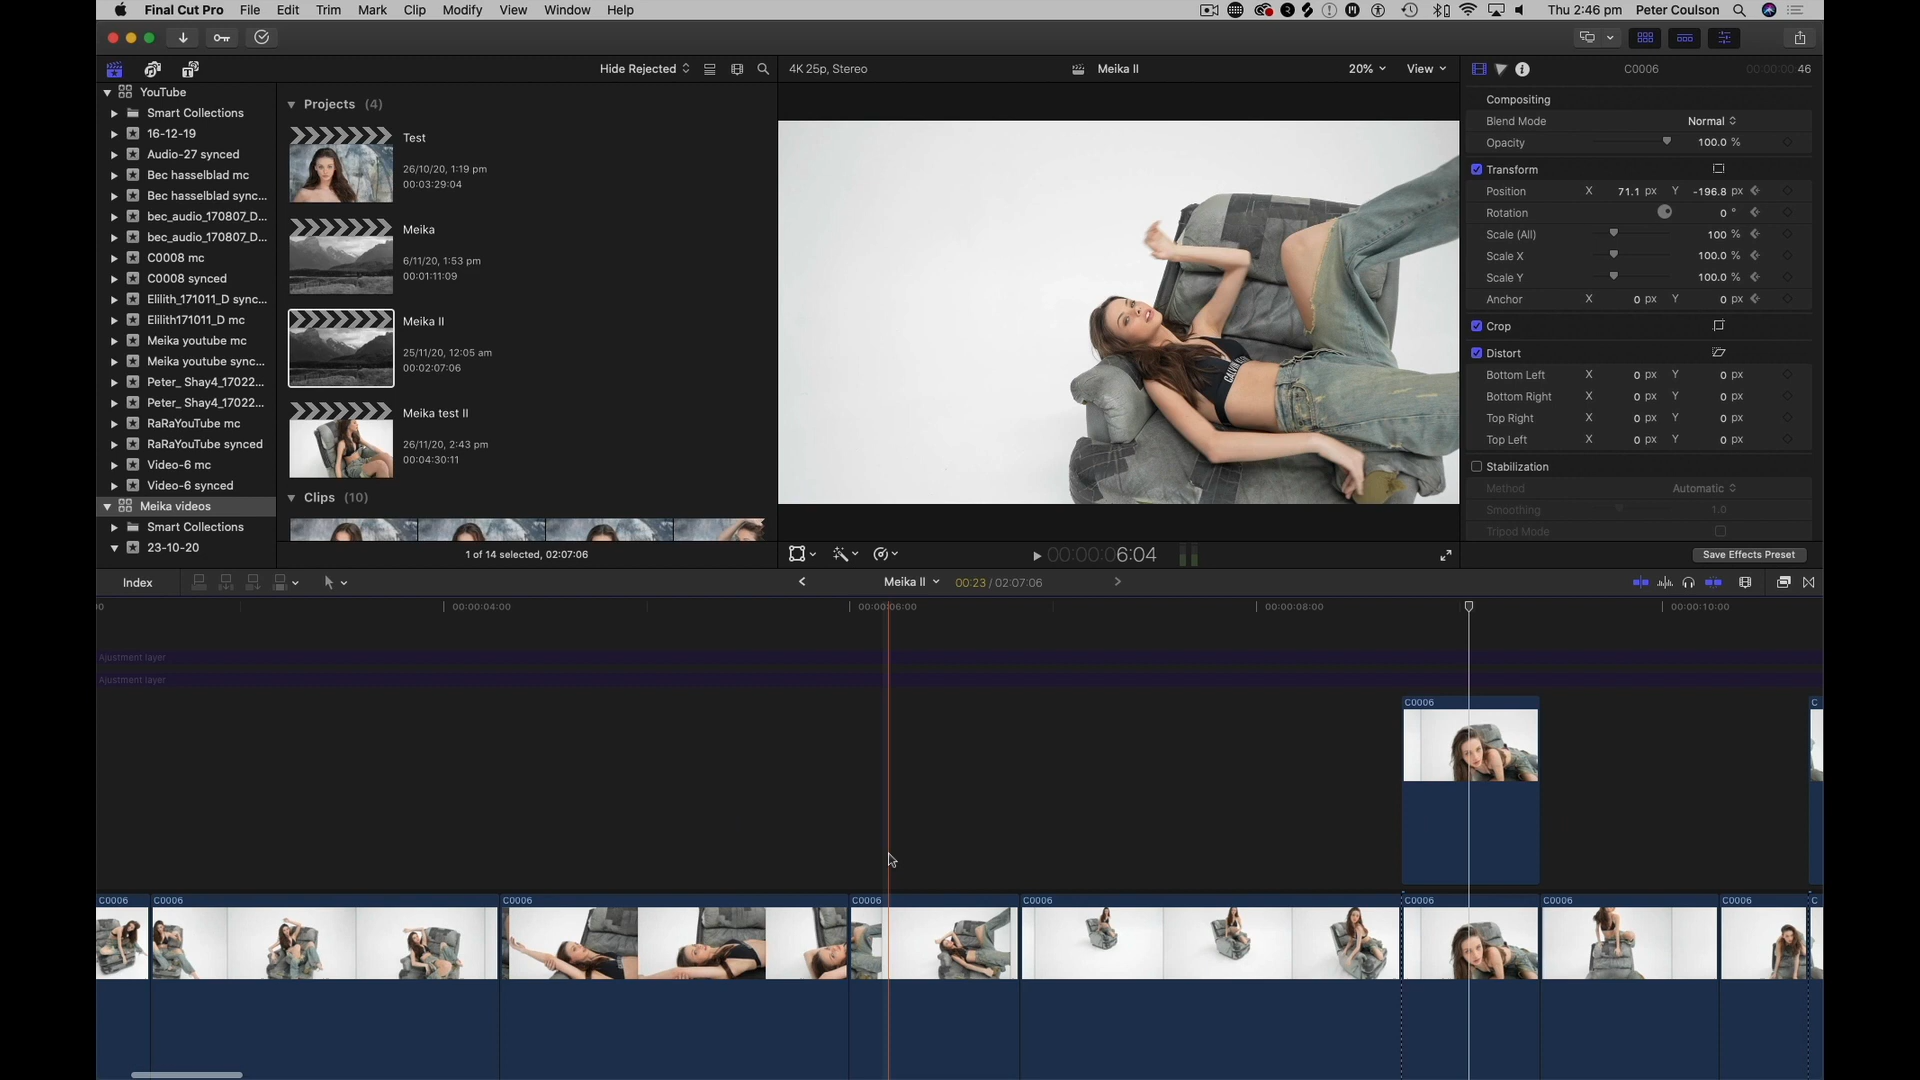 Final Cut Pro File Edit Trim Mark Clip Modify View Window Help Thu 2:46 pm Peter Coulson
Hide Rejected
4K 25p, Stereo Meika II 20% View
C0006 00:00:00:46
YouTube
Smart Collections
16-12-19
Audio-27 synced
Bec hasselblad mc
Bec hasselblad sync...
bec_audio_170807_D...
bec_audio_170807_D...
C0008 mc
C0008 synced
Elilith_171011_D sync...
Elilith171011_D mc
Meika youtube mc
Meika youtube sync...
Peter_ Shay4_17022...
Peter_ Shay4_17022...
RaRaYouTube mc
RaRaYouTube synced
Video-6 mc
Video-6 synced
Meika videos
Smart Collections
23-10-20
Projects (4)
Test
26/10/20, 1:19 pm
00:03:29:04
Meika
6/11/20, 1:53 pm
00:01:11:09
Meika II
25/11/20, 12:05 am
00:02:07:06
Meika test II
26/11/20, 2:43 pm
00:04:30:11
Clips (10)
1 of 14 selected, 02:07:06
CALVIN KLEIN
00:00:00:6:04
Compositing
Blend Mode Normal
Opacity 100.0 %
Transform
Position X 71.1 px Y -196.8 px
Rotation 0 °
Scale (All) 100 %
Scale X 100.0 %
Scale Y 100.0 %
Anchor X 0 px Y 0 px
Crop
Distort
Bottom Left X 0 px Y 0 px
Bottom Right X 0 px Y 0 px
Top Right X 0 px Y 0 px
Top Left X 0 px Y 0 px
Stabilization
Method Automatic
Smoothing 1.0
Tripod Mode
Save Effects Preset
Index
Meika II 00:23 / 02:07:06
00:00:04:00 00:00:06:00 00:00:08:00 00:00:10:00
Ajustment layer
Ajustment layer
C0006 C
C0006 C0006 C0006 C0006 C0006 C0006 C0006 C0006 C